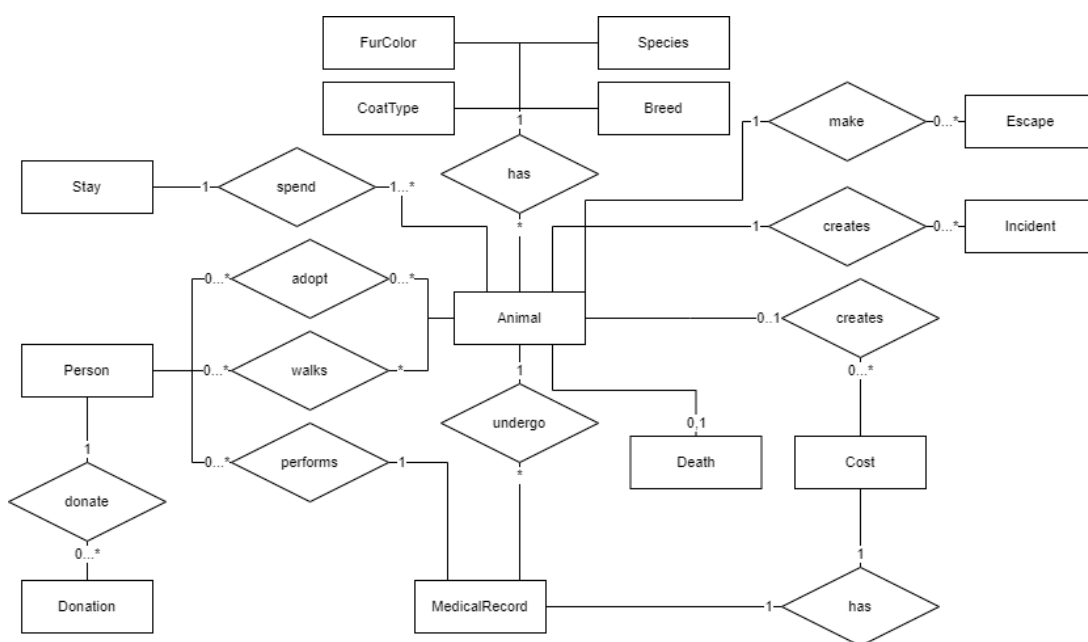 FurColor
Species
CoatType
Breed
1
has
*
1
make
0...*
Escape
Stay
1
spend
1...*
1
creates
0...*
Incident
0...*
adopt
0...*
Animal
0..1
creates
0...*
Person
0...*
walks
*
1
undergo
*
0,1
Death
Cost
1
donate
0...*
Donation
0...*
performs
1
MedicalRecord
1
has
1